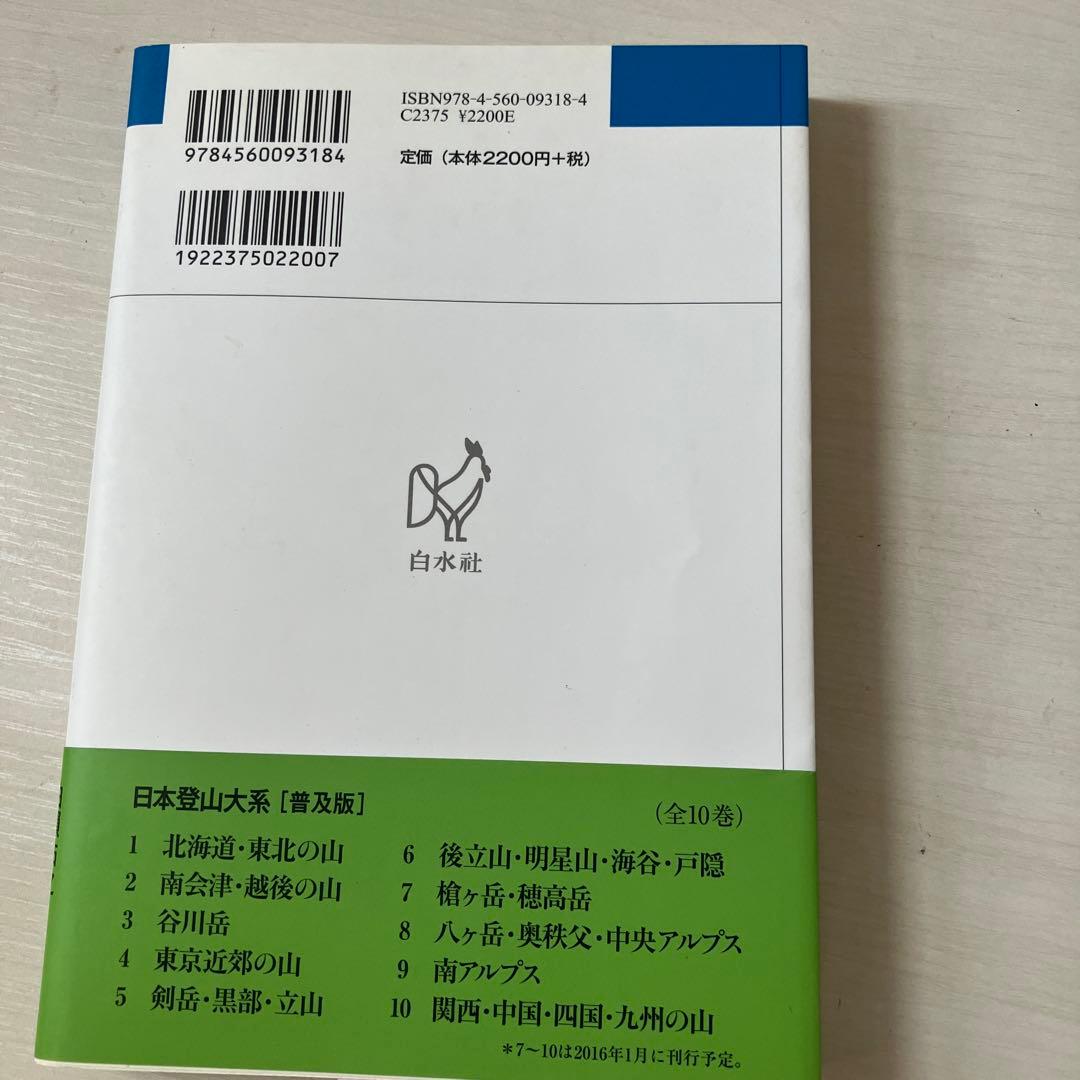 ISBN978-4-560-09318-4
C2375 ¥2200E
9784560093184
定価（本体2200円＋税）
1922375022007
白水社
日本登山大系［普及版］
（全10巻）
1 北海道・東北の山
2 南会津・越後の山
3 谷川岳
4 東京近郊の山
5 剣岳・黒部・立山
6 後立山・明星山・海谷・戸隠
7 槍ヶ岳・穂高岳
8 八ヶ岳・奥秩父・中央アルプス
9 南アルプス
10 関西・中国・四国・九州の山
＊7〜10は2016年1月に刊行予定。